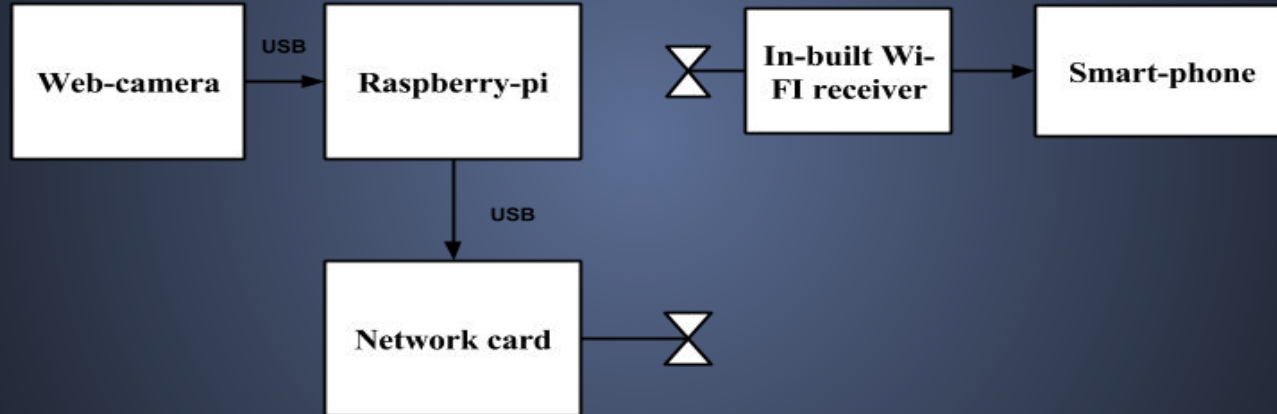 USB
Web-camera
Raspberry-pi
In-built Wi-
FI receiver
Smart-phone
USB
Network card